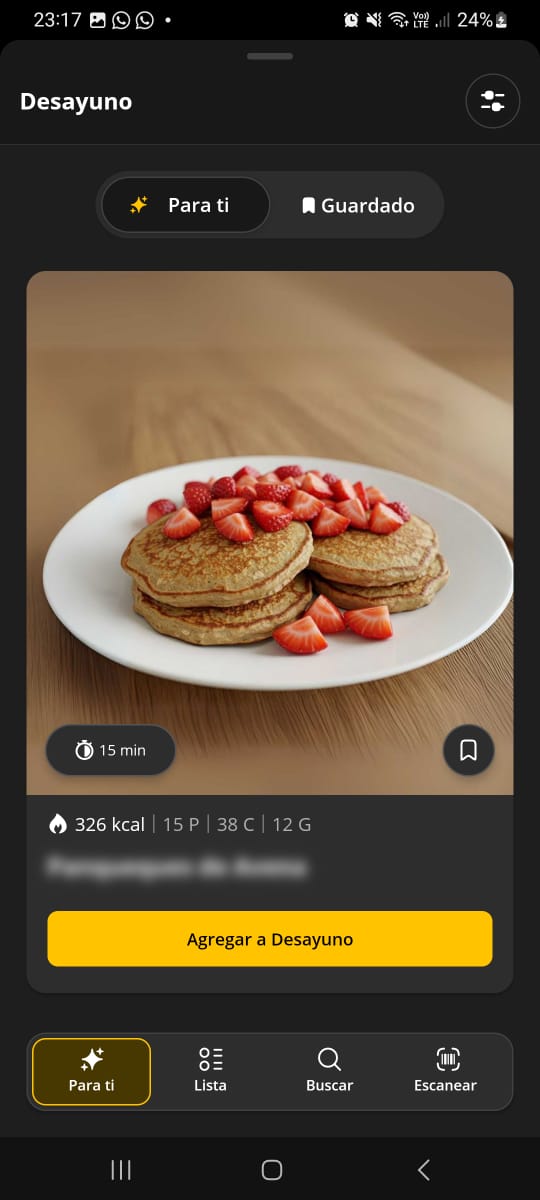 23:17
Vo)) LTE
24%
Desayuno
Para ti
Guardado
15 min
326 kcal | 15 P | 38 C | 12 G
Agregar a Desayuno
Para ti
Lista
Buscar
Escanear